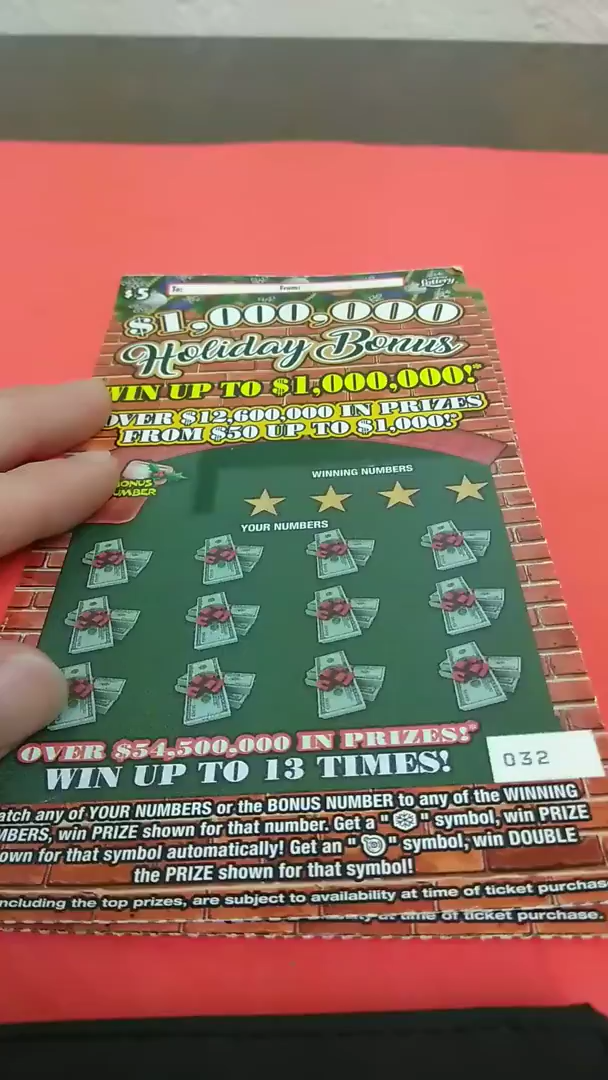 $5
To: From:
Lottery
$1,000,000
Holiday Bonus
WIN UP TO $1,000,000!*
OVER $12,600,000 IN PRIZES
FROM $50 UP TO $1,000!*
BONUS
UMBER
WINNING NUMBERS
YOUR NUMBERS
OVER $54,500,000 IN PRIZES!*
WIN UP TO 13 TIMES!
032
atch any of YOUR NUMBERS or the BONUS NUMBER to any of the WINNING
MBERS, win PRIZE shown for that number. Get a " " symbol, win PRIZE
own for that symbol automatically! Get an " " symbol, win DOUBLE
the PRIZE shown for that symbol!
ncluding the top prizes, are subject to availability at time of ticket purchas
at time of ticket purchase.